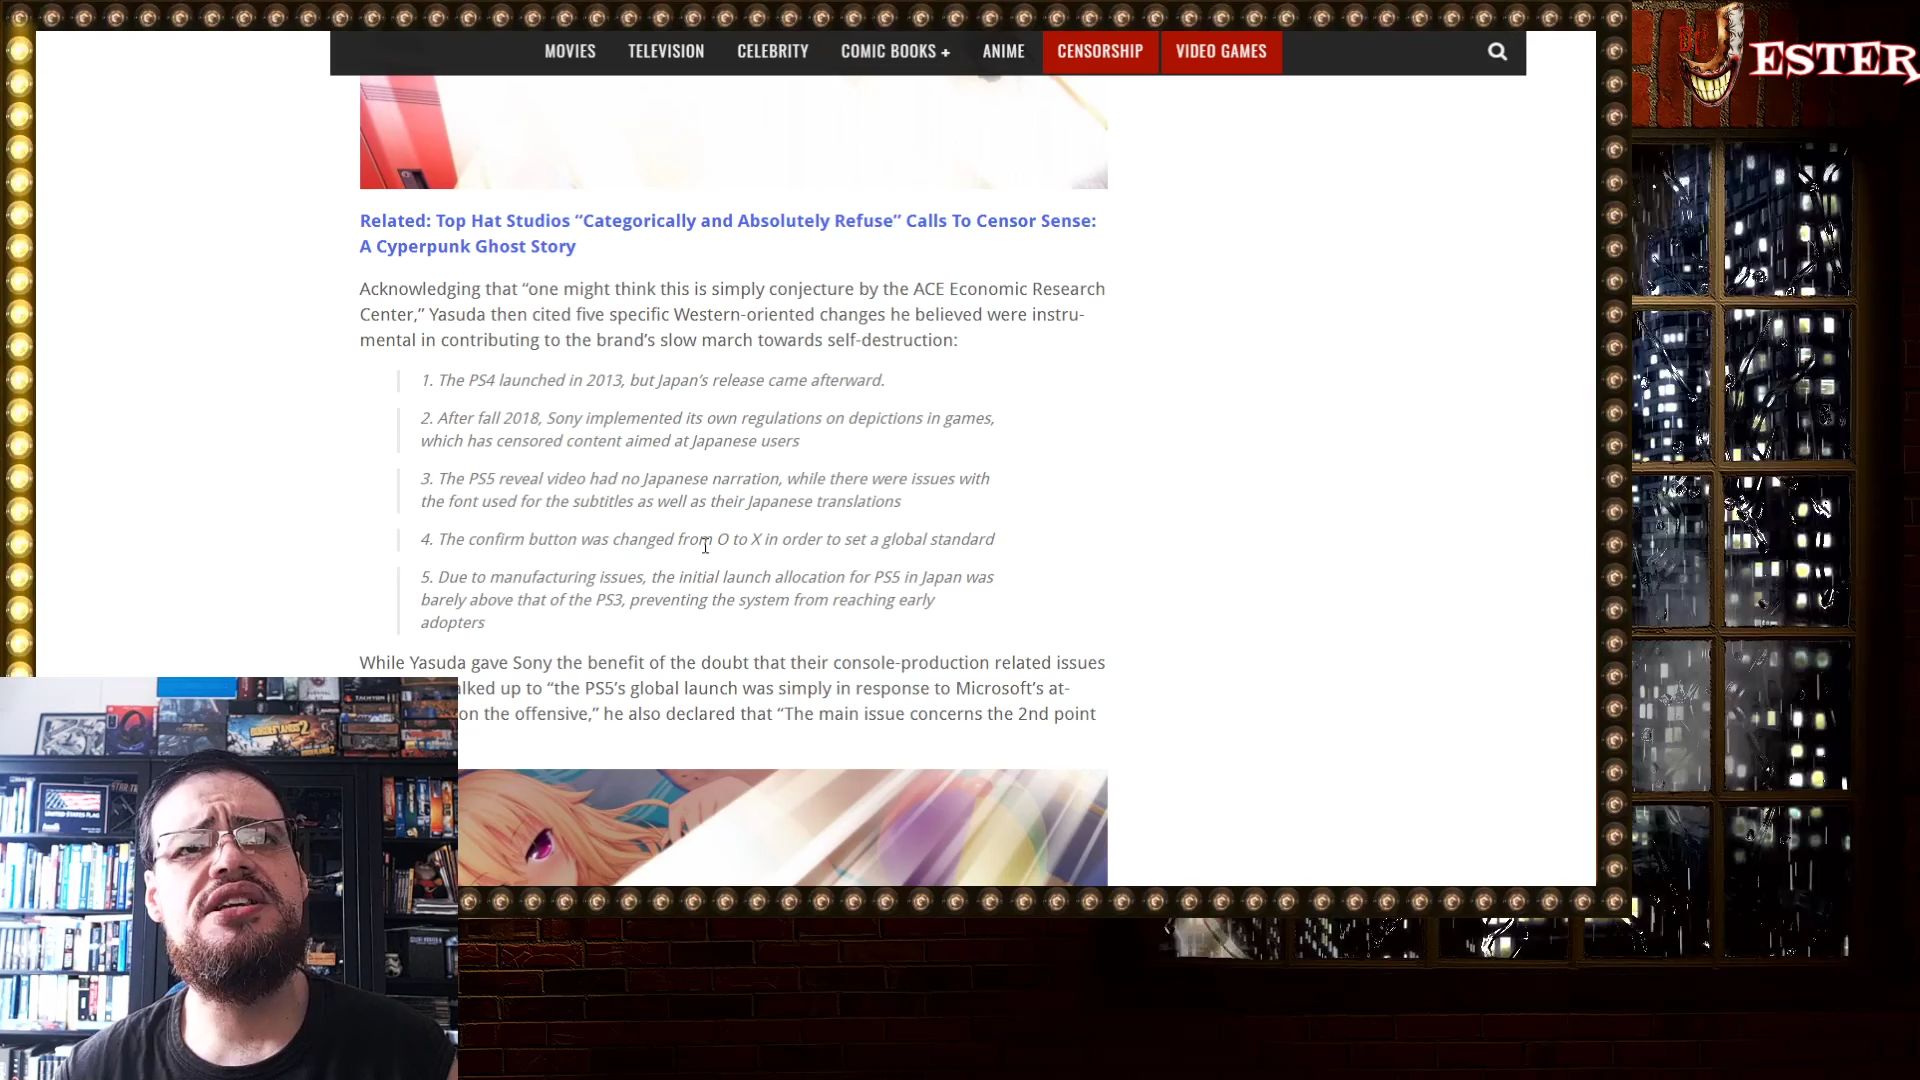 MOVIES TELEVISION CELEBRITY COMIC BOOKS + ANIME CENSORSHIP VIDEO GAMES
ESTER
Related: Top Hat Studios “Categorically and Absolutely Refuse” Calls To Censor Sense:
A Cyperpunk Ghost Story
Acknowledging that “one might think this is simply conjecture by the ACE Economic Research
Center,” Yasuda then cited five specific Western-oriented changes he believed were instru-
mental in contributing to the brand’s slow march towards self-destruction:
1. The PS4 launched in 2013, but Japan’s release came afterward.
2. After fall 2018, Sony implemented its own regulations on depictions in games,
which has censored content aimed at Japanese users
3. The PS5 reveal video had no Japanese narration, while there were issues with
the font used for the subtitles as well as their Japanese translations
4. The confirm button was changed from O to X in order to set a global standard
5. Due to manufacturing issues, the initial launch allocation for PS5 in Japan was
barely above that of the PS3, preventing the system from reaching early
adopters
While Yasuda gave Sony the benefit of the doubt that their console-production related issues
alked up to “the PS5’s global launch was simply in response to Microsoft’s at-
on the offensive,” he also declared that “The main issue concerns the 2nd point
BORDERLANDS 2
UNITED STATES FLAG